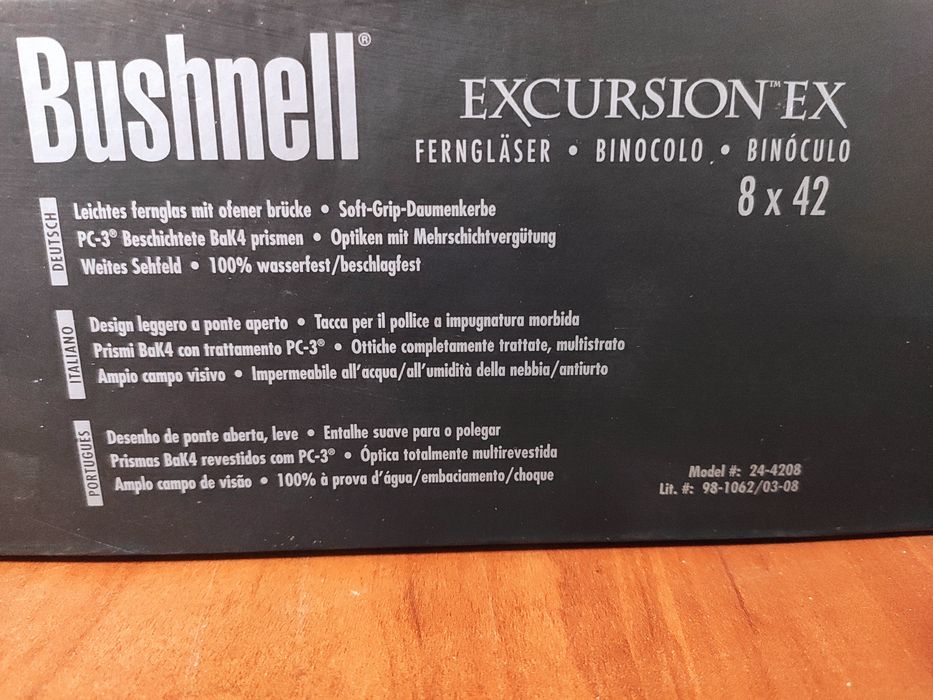 Bushnell®
EXCURSION™ EX
FERNGLÄSER • BINOCOLO • BINÓCULO
8 x 42
DEUTSCH
Leichtes fernglas mit ofener brücke • Soft-Grip-Daumenkerbe
PC-3® Beschichtete BaK4 prismen • Optiken mit Mehrschichtvergütung
Weites Sehfeld • 100% wasserfest/beschlagfest
ITALIANO
Design leggero a ponte aperto • Tacca per il pollice a impugnatura morbida
Prismi BaK4 con trattamento PC-3® • Ottiche completamente trattate, multistrato
Ampio campo visivo • Impermeabile all'acqua/all'umidità della nebbia/antiurto
PORTUGUÊS
Desenho de ponte aberta, leve • Entalhe suave para o polegar
Prismas BaK4 revestidos com PC-3® • Óptica totalmente multirevestida
Amplo campo de visão • 100% à prova d'água/embaciamento/choque
Model #: 24-4208
Lit. #: 98-1062/03-08